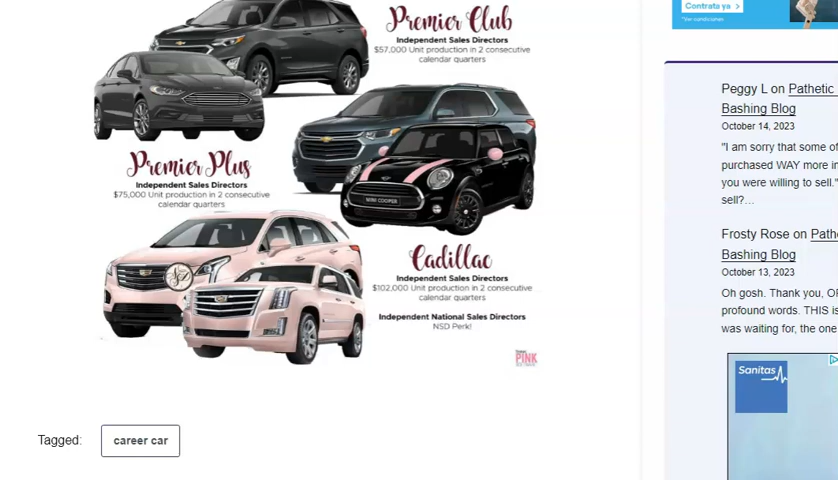 Contrata ya >
*Ver condiciones
Premier Club
Independent Sales Directors
$57,000 Unit production in 2 consecutive
calendar quarters
Premier Plus
Independent Sales Directors
$75,000 Unit production in 2 consecutive
calendar quarters
MINI COOPER
Cadillac
Independent Sales Directors
$102,000 Unit production in 2 consecutive
calendar quarters
Independent National Sales Directors
NSD Perk!
PINK
Tagged:
career car
Peggy L on Pathetic
Bashing Blog
October 14, 2023
"I am sorry that some of
purchased WAY more in
you were willing to sell."
sell?…
Frosty Rose on Path
Bashing Blog
October 13, 2023
Oh gosh. Thank you,
profound words. THIS is
was waiting for, the one
Sanitas